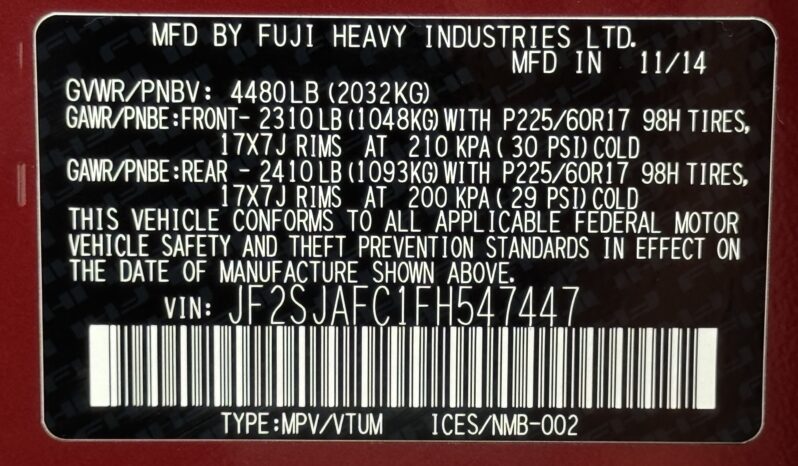 MFD BY FUJI HEAVY INDUSTRIES LTD.
MFD IN 11/14
GVWR/PNBV: 4480LB(2032KG)
GAWR/PNBE:FRONT- 2310LB(1048KG)WITH P225/60R17 98H TIRES,
17X7J RIMS AT 210 KPA(30 PSI)COLD
GAWR/PNBE:REAR - 2410LB(1093KG)WITH P225/60R17 98H TIRES,
17X7J RIMS AT 200 KPA(29 PSI)COLD
THIS VEHICLE CONFORMS TO ALL APPLICABLE FEDERAL MOTOR
VEHICLE SAFETY AND THEFT PREVENTION STANDARDS IN EFFECT ON
THE DATE OF MANUFACTURE SHOWN ABOVE.
VIN: JF2SJAFC1FH547447
TYPE:MPV/VTUM ICES/NMB-002